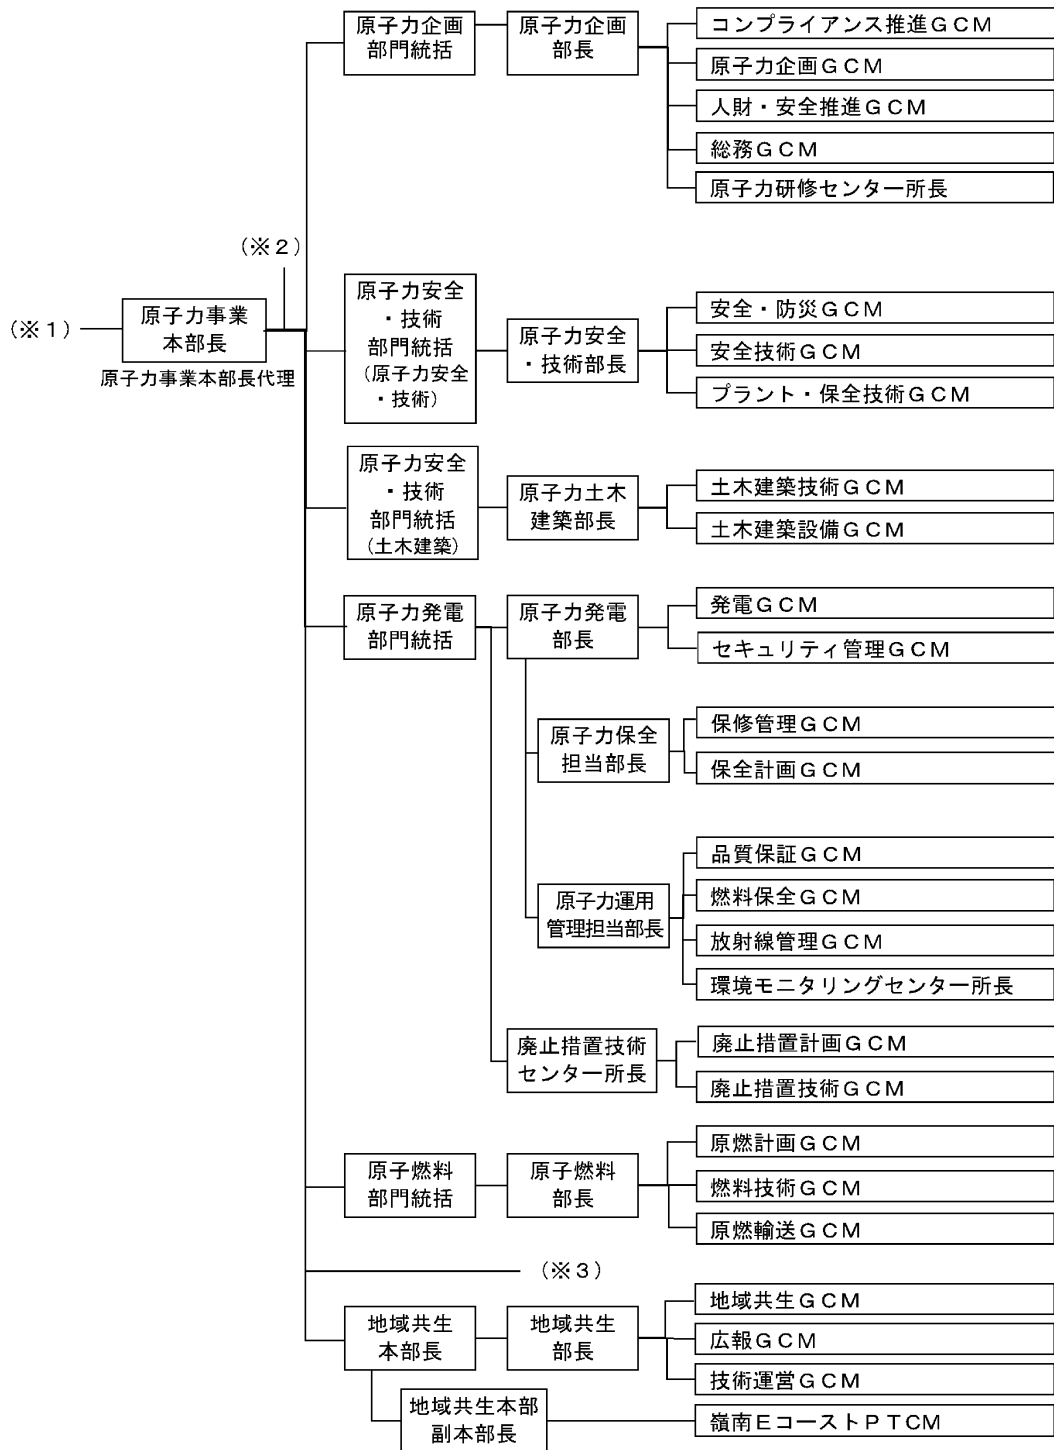 原子力企画
部門統括
原子力企画
部長
コンプライアンス推進ＧＣＭ
原子力企画ＧＣＭ
人財・安全推進ＧＣＭ
総務ＧＣＭ
原子力研修センター所長
（※１）
原子力事業
本部長
原子力事業本部長代理
（※２）
原子力安全
・技術
部門統括
（原子力安全
・技術）
原子力安全
・技術部長
安全・防災ＧＣＭ
安全技術ＧＣＭ
プラント・保全技術ＧＣＭ
原子力安全
・技術
部門統括
（土木建築）
原子力土木
建築部長
土木建築技術ＧＣＭ
土木建築設備ＧＣＭ
原子力発電
部門統括
原子力発電
部長
発電ＧＣＭ
セキュリティ管理ＧＣＭ
原子力保全
担当部長
保修管理ＧＣＭ
保全計画ＧＣＭ
原子力運用
管理担当部長
品質保証ＧＣＭ
燃料保全ＧＣＭ
放射線管理ＧＣＭ
環境モニタリングセンター所長
廃止措置技術
センター所長
廃止措置計画ＧＣＭ
廃止措置技術ＧＣＭ
原子燃料
部門統括
原子燃料
部長
原燃計画ＧＣＭ
燃料技術ＧＣＭ
原燃輸送ＧＣＭ
（※３）
地域共生
本部長
地域共生
部長
地域共生ＧＣＭ
広報ＧＣＭ
技術運営ＧＣＭ
地域共生本部
副本部長
嶺南ＥコーストＰＴＣＭ